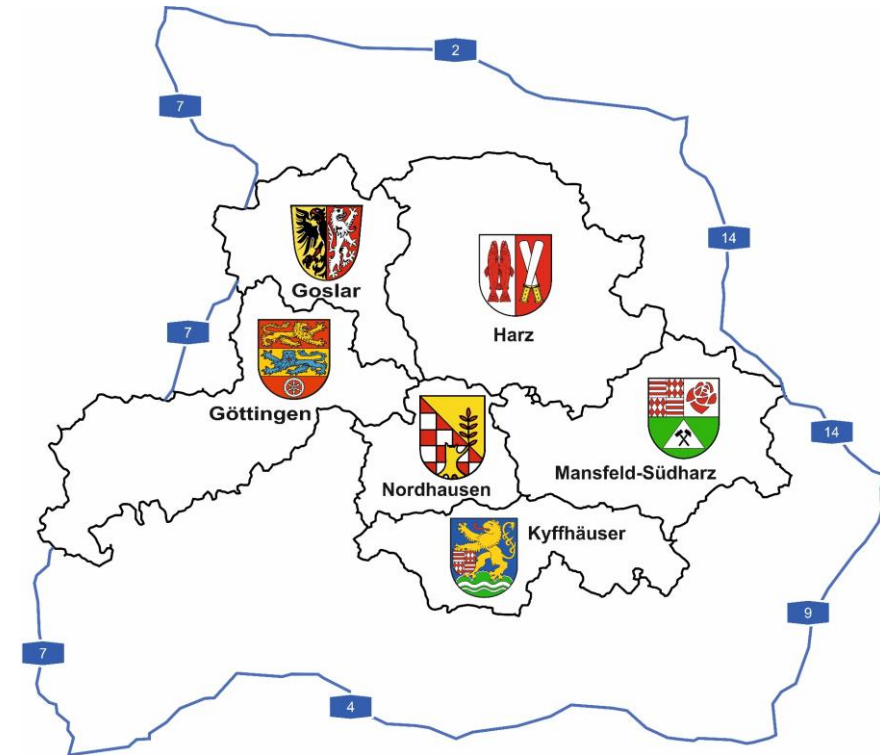 2
7
14
Goslar
Harz
7
Göttingen
14
Mansfeld-Südharz
Nordhausen
Kyffhäuser
9
7
4